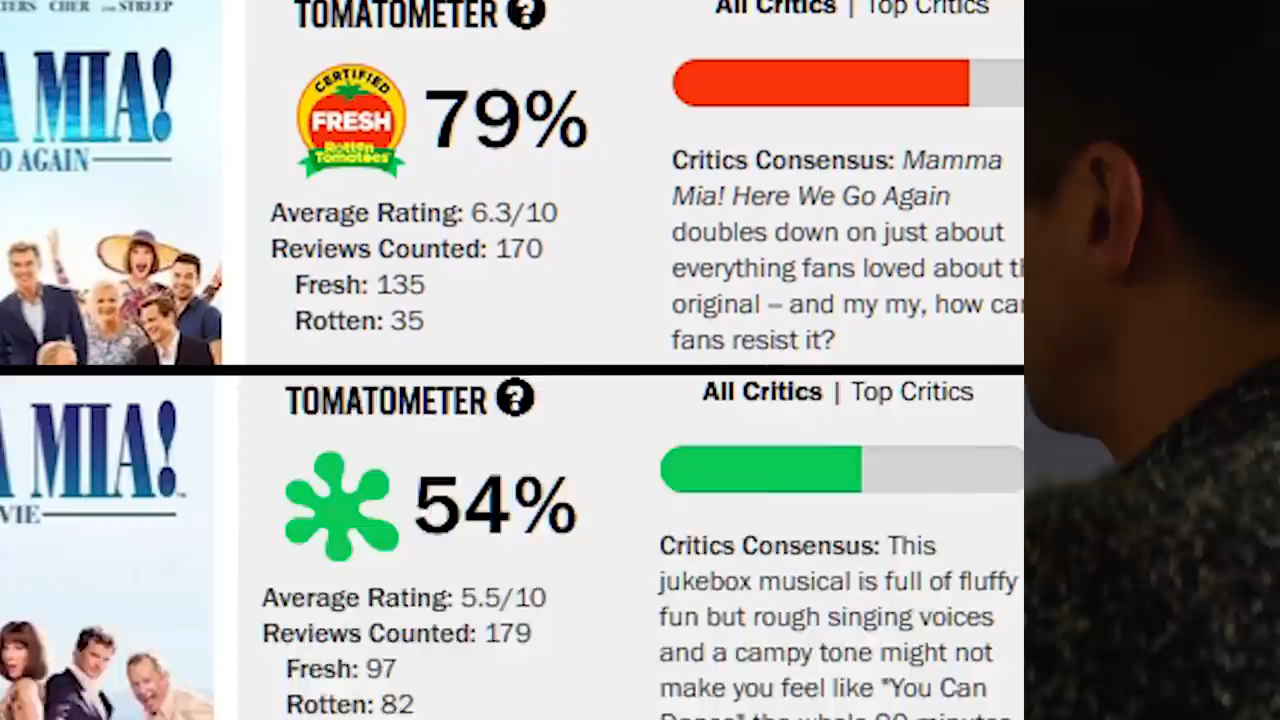 CHER STREEP
TOMATOMETER ?
All Critics | Top Critics
MIA!
AGAIN
CERTIFIED
FRESH
Rotten
Tomatoes
79%
Critics Consensus: Mamma
Mia! Here We Go Again
doubles down on just about
everything fans loved about
original – and my my, how
fans resist it?
Average Rating: 6.3/10
Reviews Counted: 170
Fresh: 135
Rotten: 35
TOMATOMETER ?
All Critics | Top Critics
MIA!
54%
Critics Consensus: This
jukebox musical is full of fluffy
fun but rough singing voices
and a campy tone might not
make you feel like "You Can
Average Rating: 5.5/10
Reviews Counted: 179
Fresh: 97
Rotten: 82